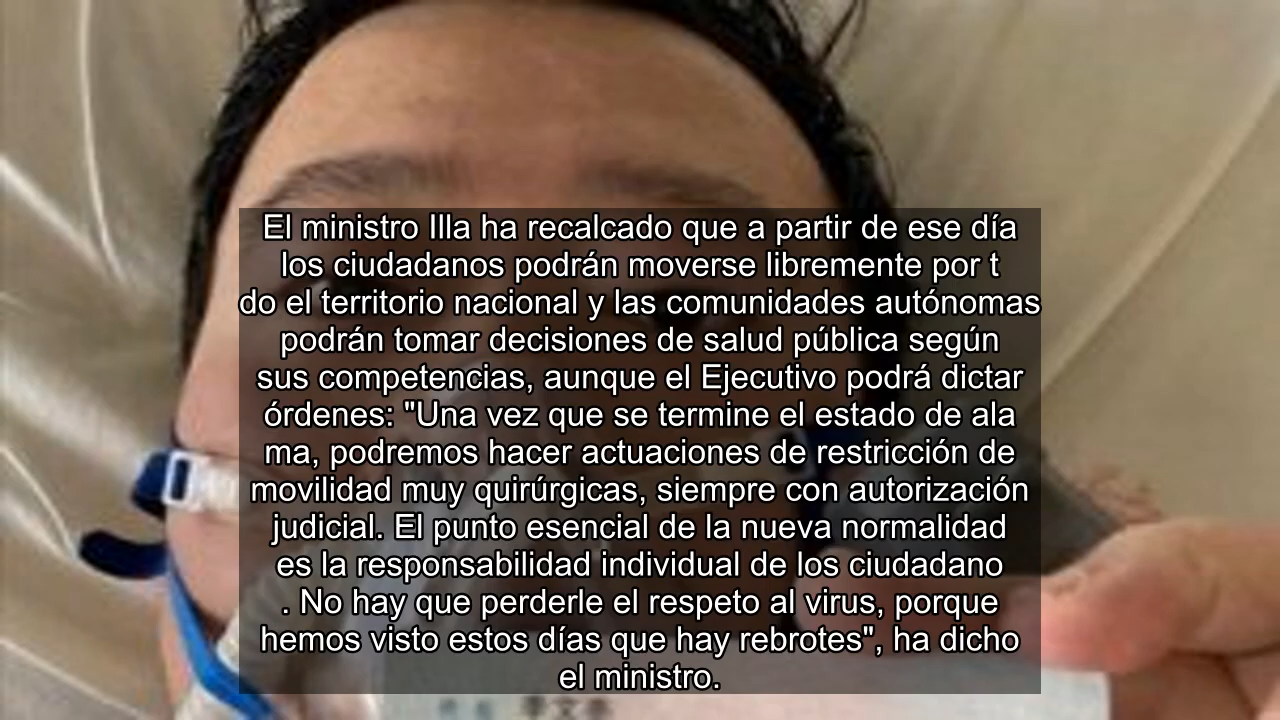 El ministro Illa ha recalcado que a partir de ese día
los ciudadanos podrán moverse libremente por t
do el territorio nacional y las comunidades autónomas
podrán tomar decisiones de salud pública según
sus competencias, aunque el Ejecutivo podrá dictar
órdenes: "Una vez que se termine el estado de ala
ma, podremos hacer actuaciones de restricción de
movilidad muy quirúrgicas, siempre con autorización
judicial. El punto esencial de la nueva normalidad
es la responsabilidad individual de los ciudadano
. No hay que perderle el respeto al virus, porque
hemos visto estos días que hay rebrotes", ha dicho
el ministro.